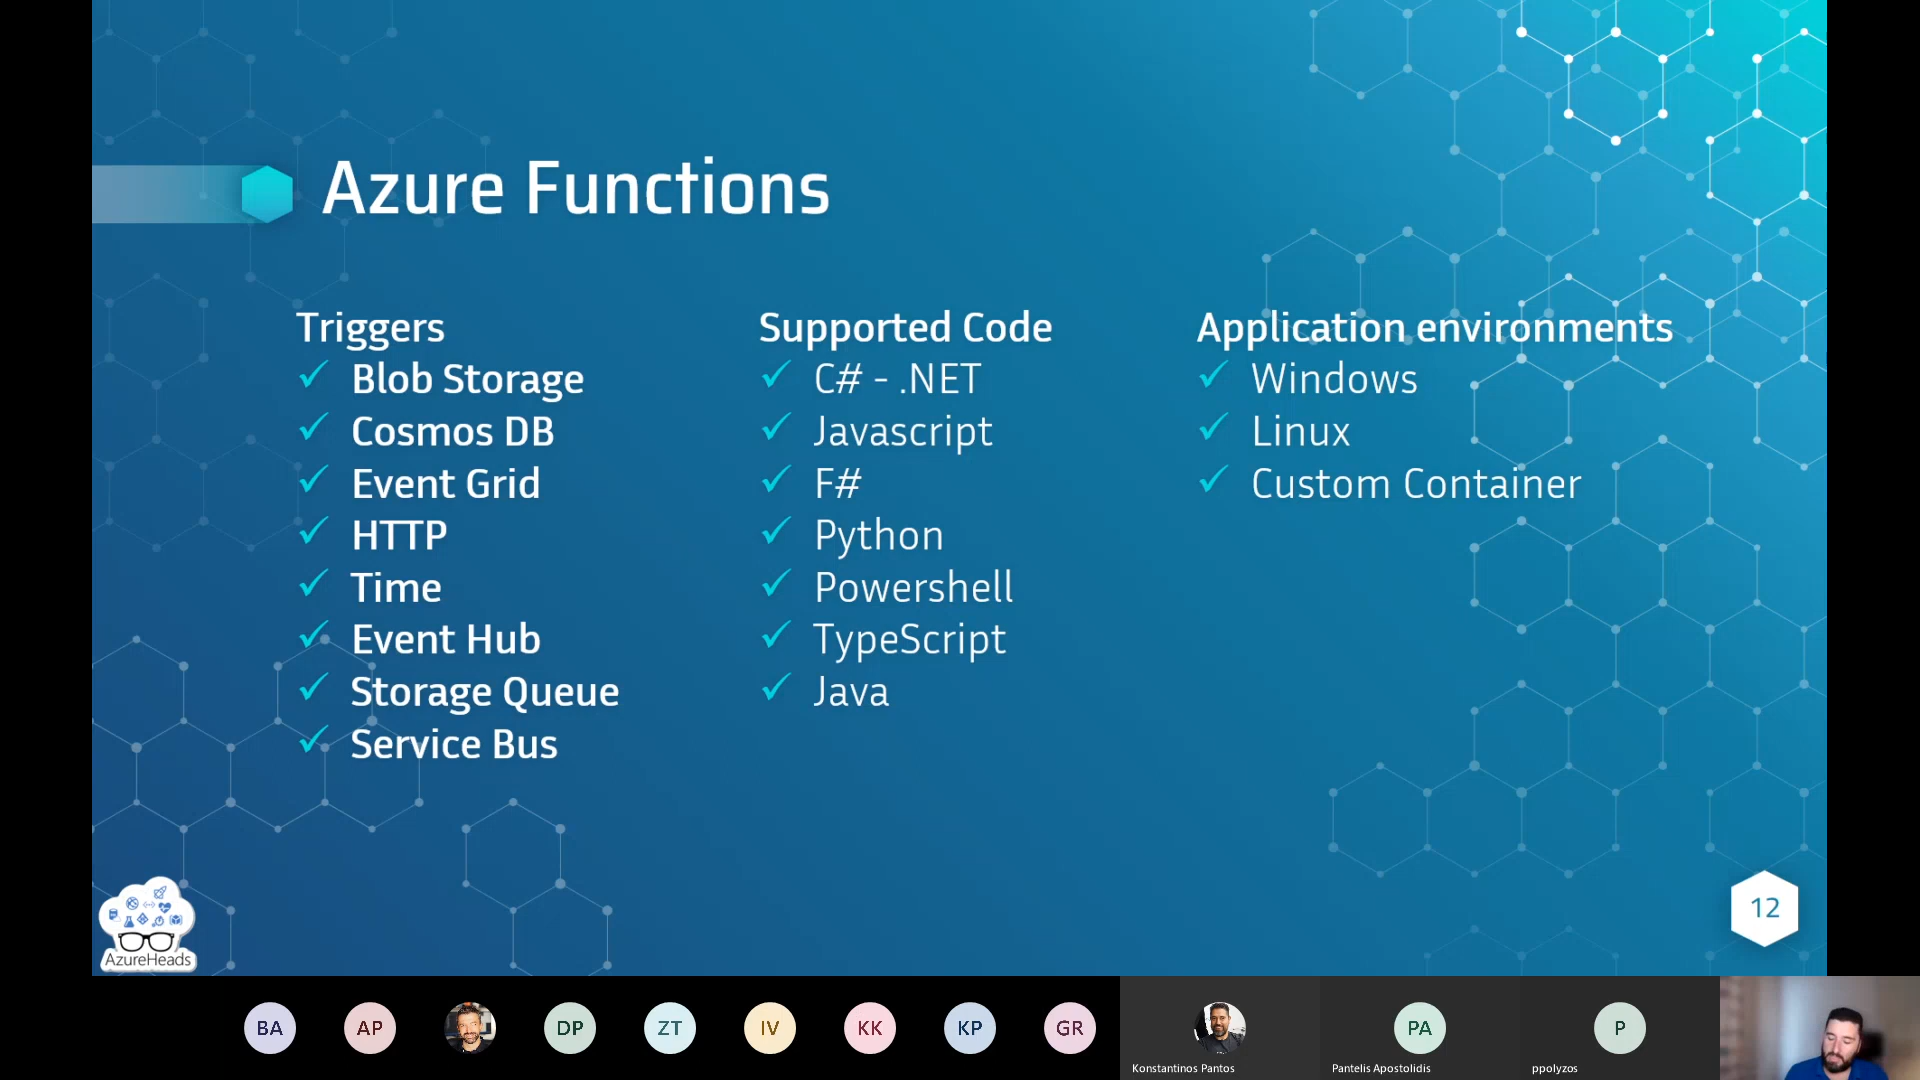 Azure Functions
Triggers
Blob Storage
Cosmos DB
Event Grid
HTTP
Time
Event Hub
Storage Queue
Service Bus
Supported Code
C# - .NET
Javascript
F#
Python
Powershell
TypeScript
Java
Application environments
Windows
Linux
Custom Container
12
AzureHeads
BA
AP
DP
ZT
IV
KK
KP
GR
Konstantinos Pantos
PA
Pantelis Apostolidis
P
ppolyzos